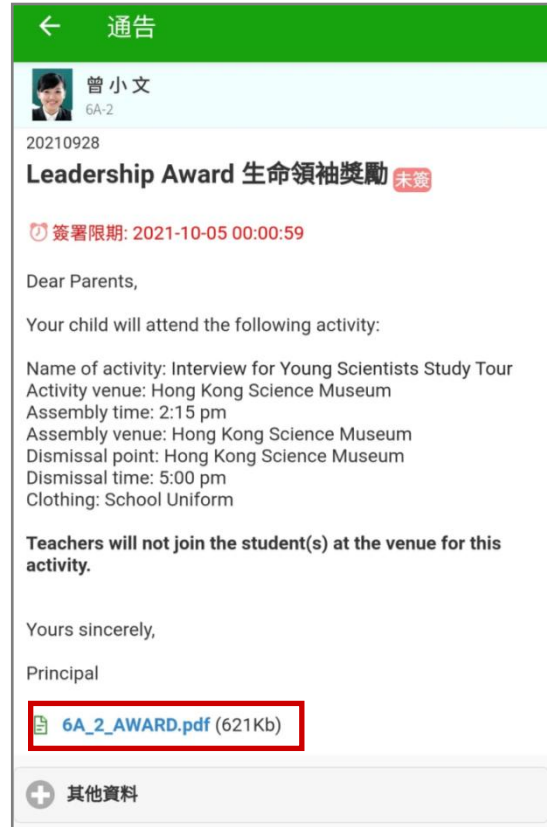 通告
曾小文
6A-2
20210928
Leadership Award 生命領袖獎勵 未簽
簽署限期: 2021-10-05 00:00:59
Dear Parents,
Your child will attend the following activity:
Name of activity: Interview for Young Scientists Study Tour
Activity venue: Hong Kong Science Museum
Assembly time: 2:15 pm
Assembly venue: Hong Kong Science Museum
Dismissal point: Hong Kong Science Museum
Dismissal time: 5:00 pm
Clothing: School Uniform
Teachers will not join the student(s) at the venue for this
activity.
Yours sincerely,
Principal
6A_2_AWARD.pdf (621Kb)
其他資料